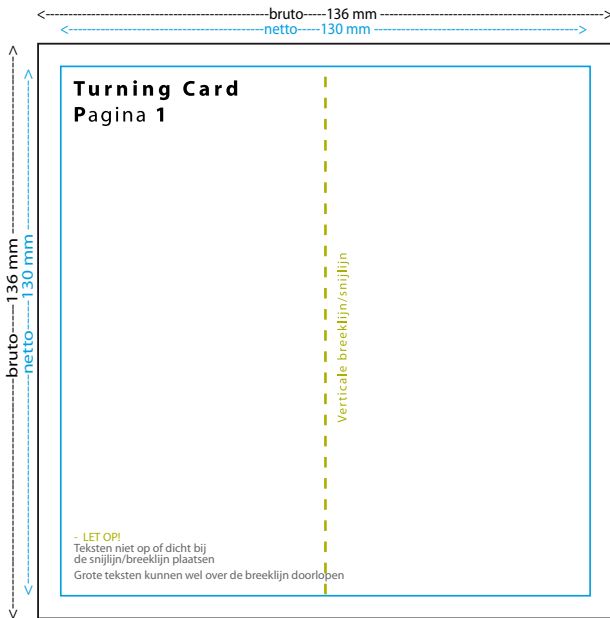 <-----bruto-----136 mm----->
<-----netto-----130 mm----->
Turning Card
Pagina 1
<-----bruto-----136 mm----->
<-----netto-----130 mm----->
Verticale breeklijn/snijlijn
- LET OP!
Teksten niet op of dicht bij
de snijlijn/breeklijn plaatsen
Grote teksten kunnen wel over de breeklijn doorlopen